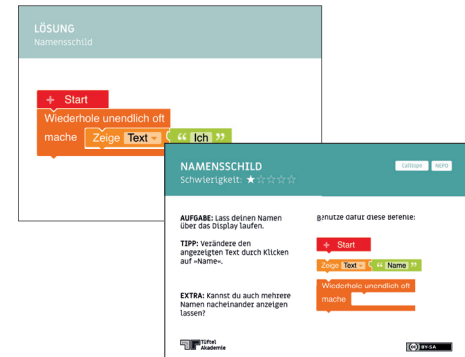 LÖSUNG
Namensschild
+ Start
Wiederhole unendlich oft
mache Zeige Text “ Ich ”
NAMENSSCHILD
Schwierigkeit: ★☆☆☆☆
Calliope NEPO
AUFGABE: Lass deinen Namen
über das Display laufen.
TIPP: Verändere den
angezeigten Text durch Klicken
auf »Name«.
EXTRA: Kannst du auch mehrere
Namen nacheinander anzeigen
lassen?
Benutze dafür diese Befehle:
+ Start
Zeige Text “ Name ”
Wiederhole unendlich oft
mache
Tüftel
Akademie
CC BY-SA